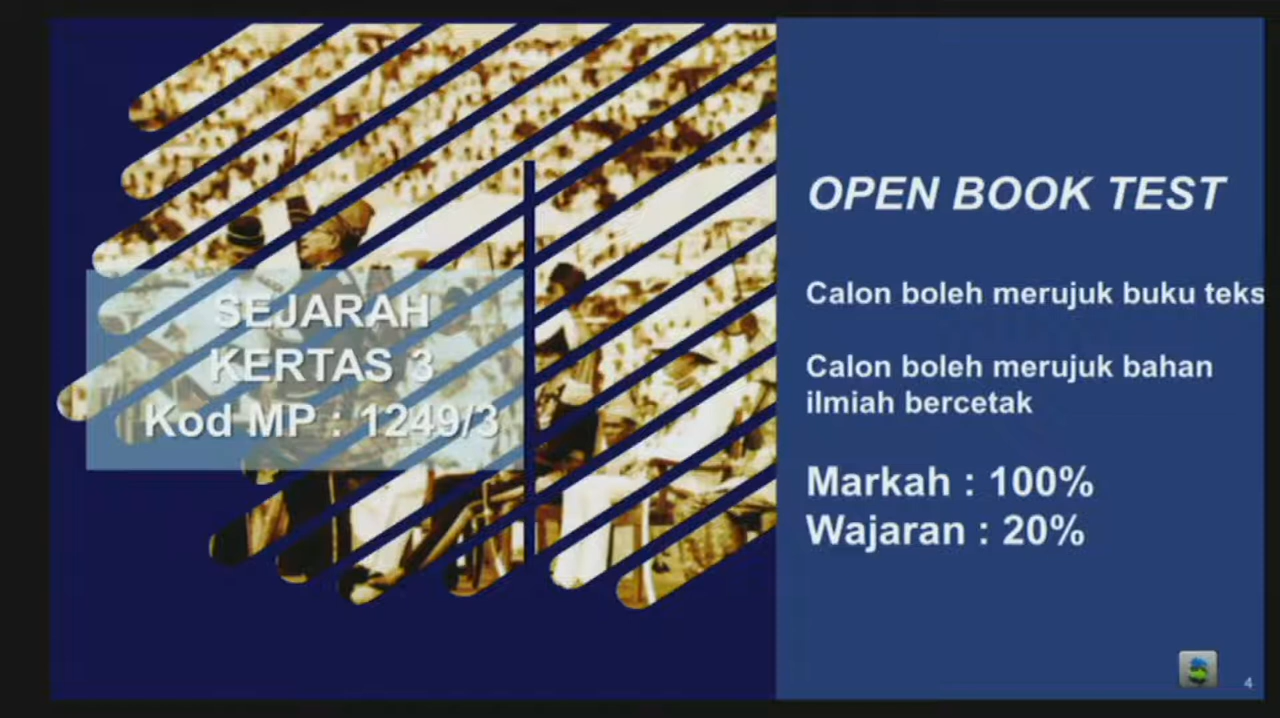 SEJARAH
KERTAS 3
Kod MP : 1249/3
OPEN BOOK TEST
Calon boleh merujuk buku teks
Calon boleh merujuk bahan
ilmiah bercetak
Markah : 100%
Wajaran : 20%
4